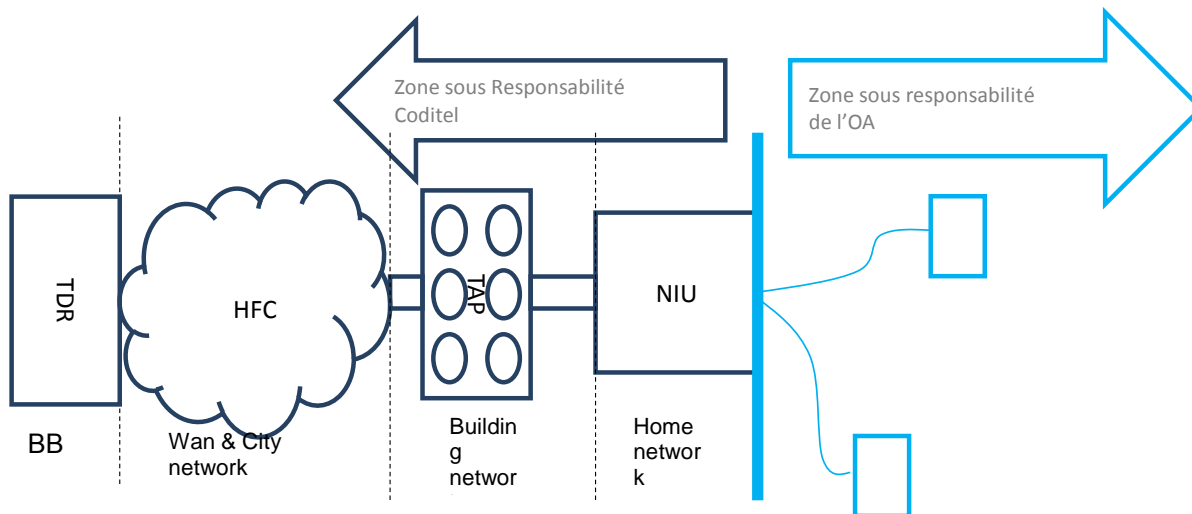 Zone sous Responsabilité
Coditel
Zone sous responsabilité
de l'OA
TDR
HFC
TAP
NIU
BB
Wan & City
network
Buildin
g
networ
Home
networ
k